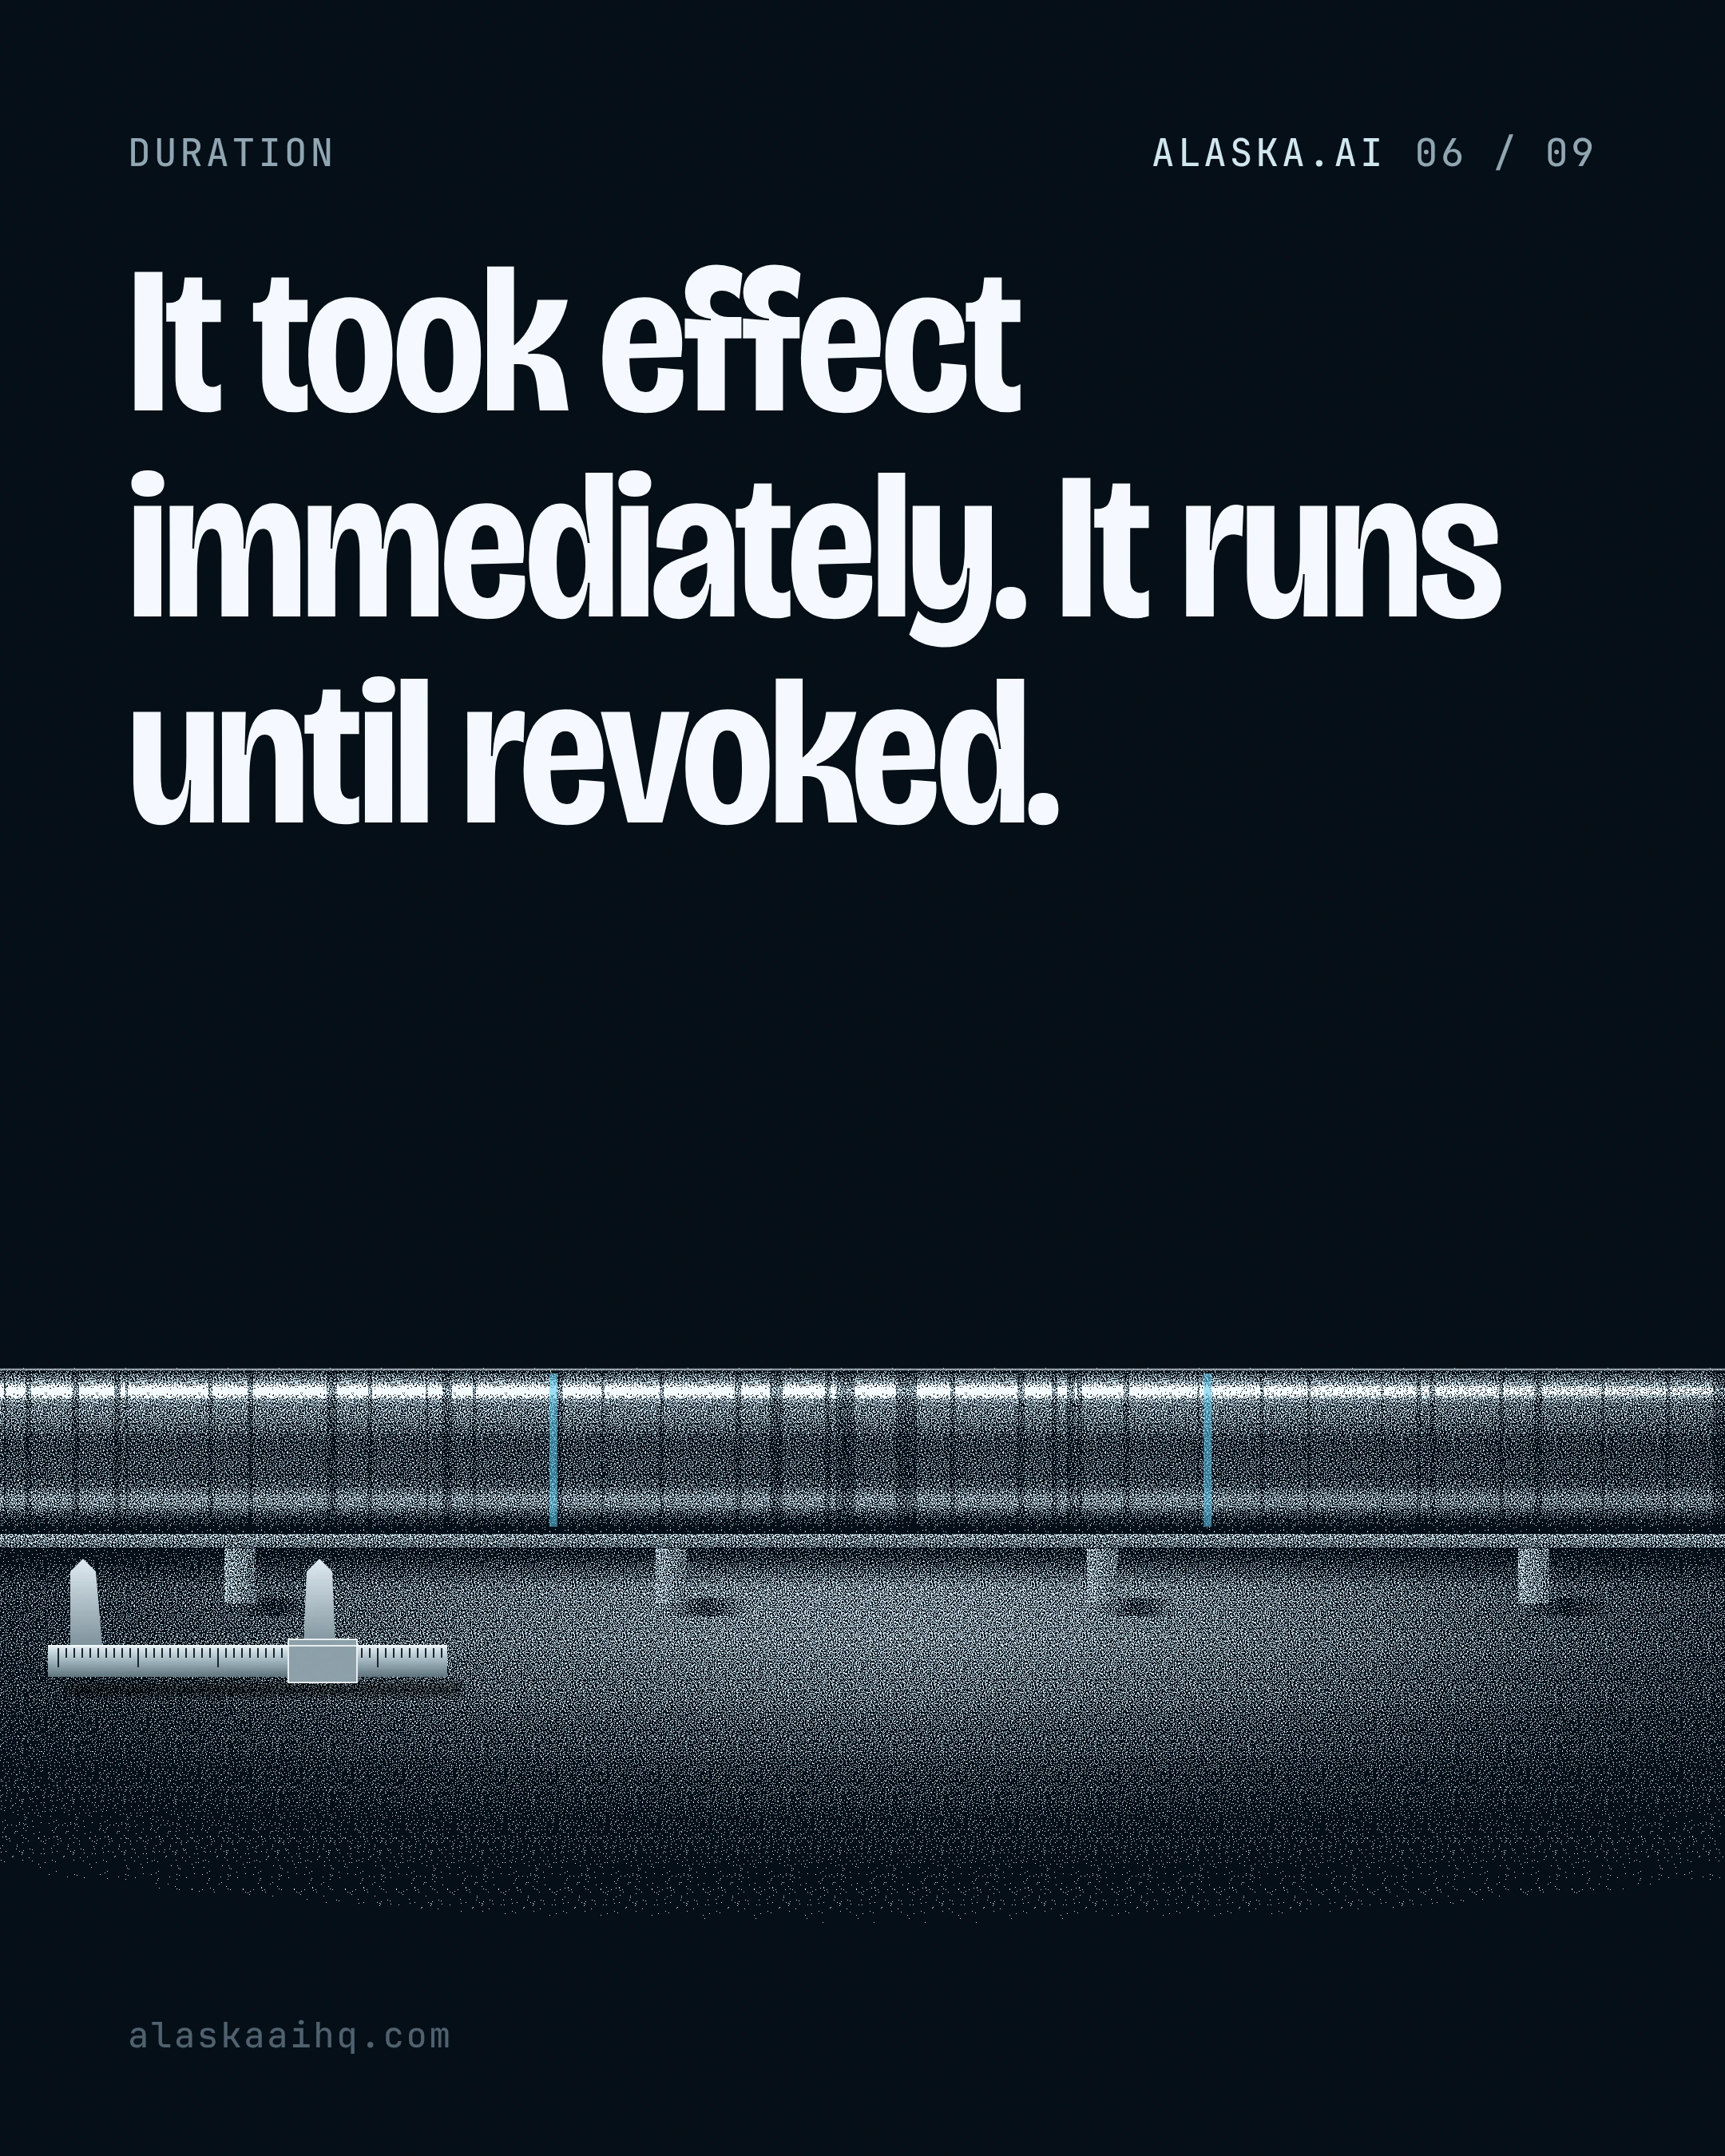 DURATION
ALASKA.AI 06 / 09
It took effect
immediately. It runs
until revoked.
alaskaaihq.com